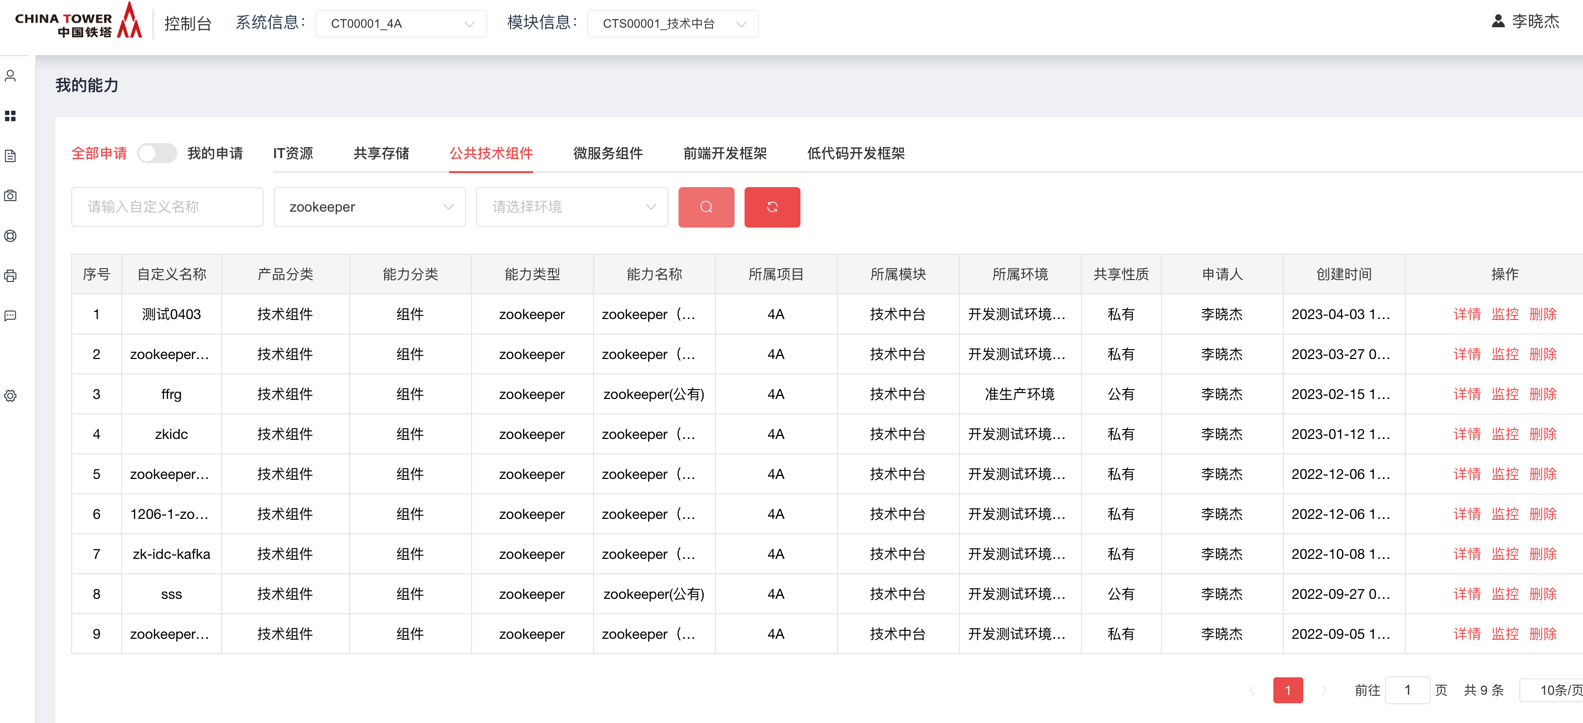 CHINA TOWER
中国铁塔
控制台 系统信息： CT00001_4A 模块信息： CTS00001_技术中台 李晓杰
我的能力
全部申请 我的申请 IT资源 共享存储 公共技术组件 微服务组件 前端开发框架 低代码开发框架
请输入自定义名称 zookeeper 请选择环境
序号 自定义名称 产品分类 能力分类 能力类型 能力名称 所属项目 所属模块 所属环境 共享性质 申请人 创建时间 操作
1 测试0403 技术组件 组件 zookeeper zookeeper（... 4A 技术中台 开发测试环境... 私有 李晓杰 2023-04-03 1... 详情 监控 删除
2 zookeeper... 技术组件 组件 zookeeper zookeeper（... 4A 技术中台 开发测试环境... 私有 李晓杰 2023-03-27 0... 详情 监控 删除
3 ffrg 技术组件 组件 zookeeper zookeeper(公有) 4A 技术中台 准生产环境 公有 李晓杰 2023-02-15 1... 详情 监控 删除
4 zkidc 技术组件 组件 zookeeper zookeeper（... 4A 技术中台 开发测试环境... 私有 李晓杰 2023-01-12 1... 详情 监控 删除
5 zookeeper... 技术组件 组件 zookeeper zookeeper（... 4A 技术中台 开发测试环境... 私有 李晓杰 2022-12-06 1... 详情 监控 删除
6 1206-1-zo... 技术组件 组件 zookeeper zookeeper（... 4A 技术中台 开发测试环境... 私有 李晓杰 2022-12-06 1... 详情 监控 删除
7 zk-idc-kafka 技术组件 组件 zookeeper zookeeper（... 4A 技术中台 开发测试环境... 私有 李晓杰 2022-10-08 1... 详情 监控 删除
8 sss 技术组件 组件 zookeeper zookeeper(公有) 4A 技术中台 开发测试环境... 公有 李晓杰 2022-09-27 0... 详情 监控 删除
9 zookeeper... 技术组件 组件 zookeeper zookeeper（... 4A 技术中台 开发测试环境... 私有 李晓杰 2022-09-05 1... 详情 监控 删除
1 前往 1 页 共 9 条 10条/页